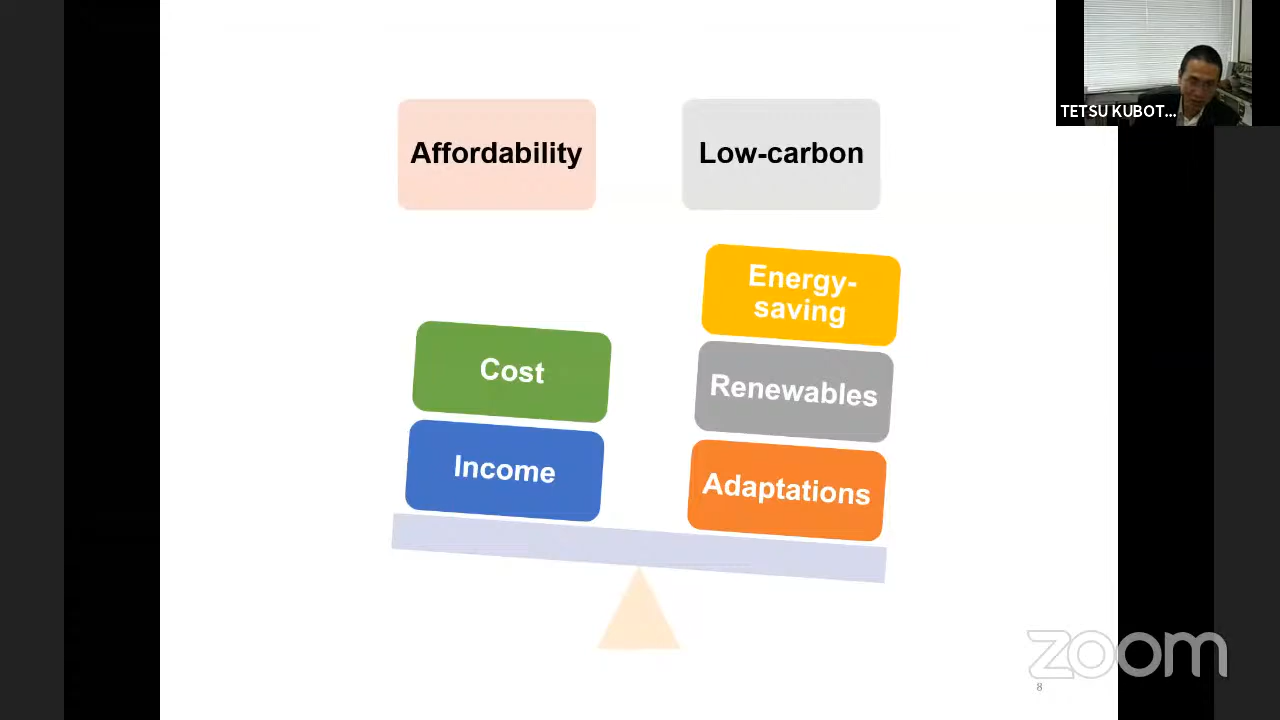 Affordability
Low-carbon
Energy-
saving
Cost
Renewables
Income
Adaptations
TETSU KUBOT...
zoom
8